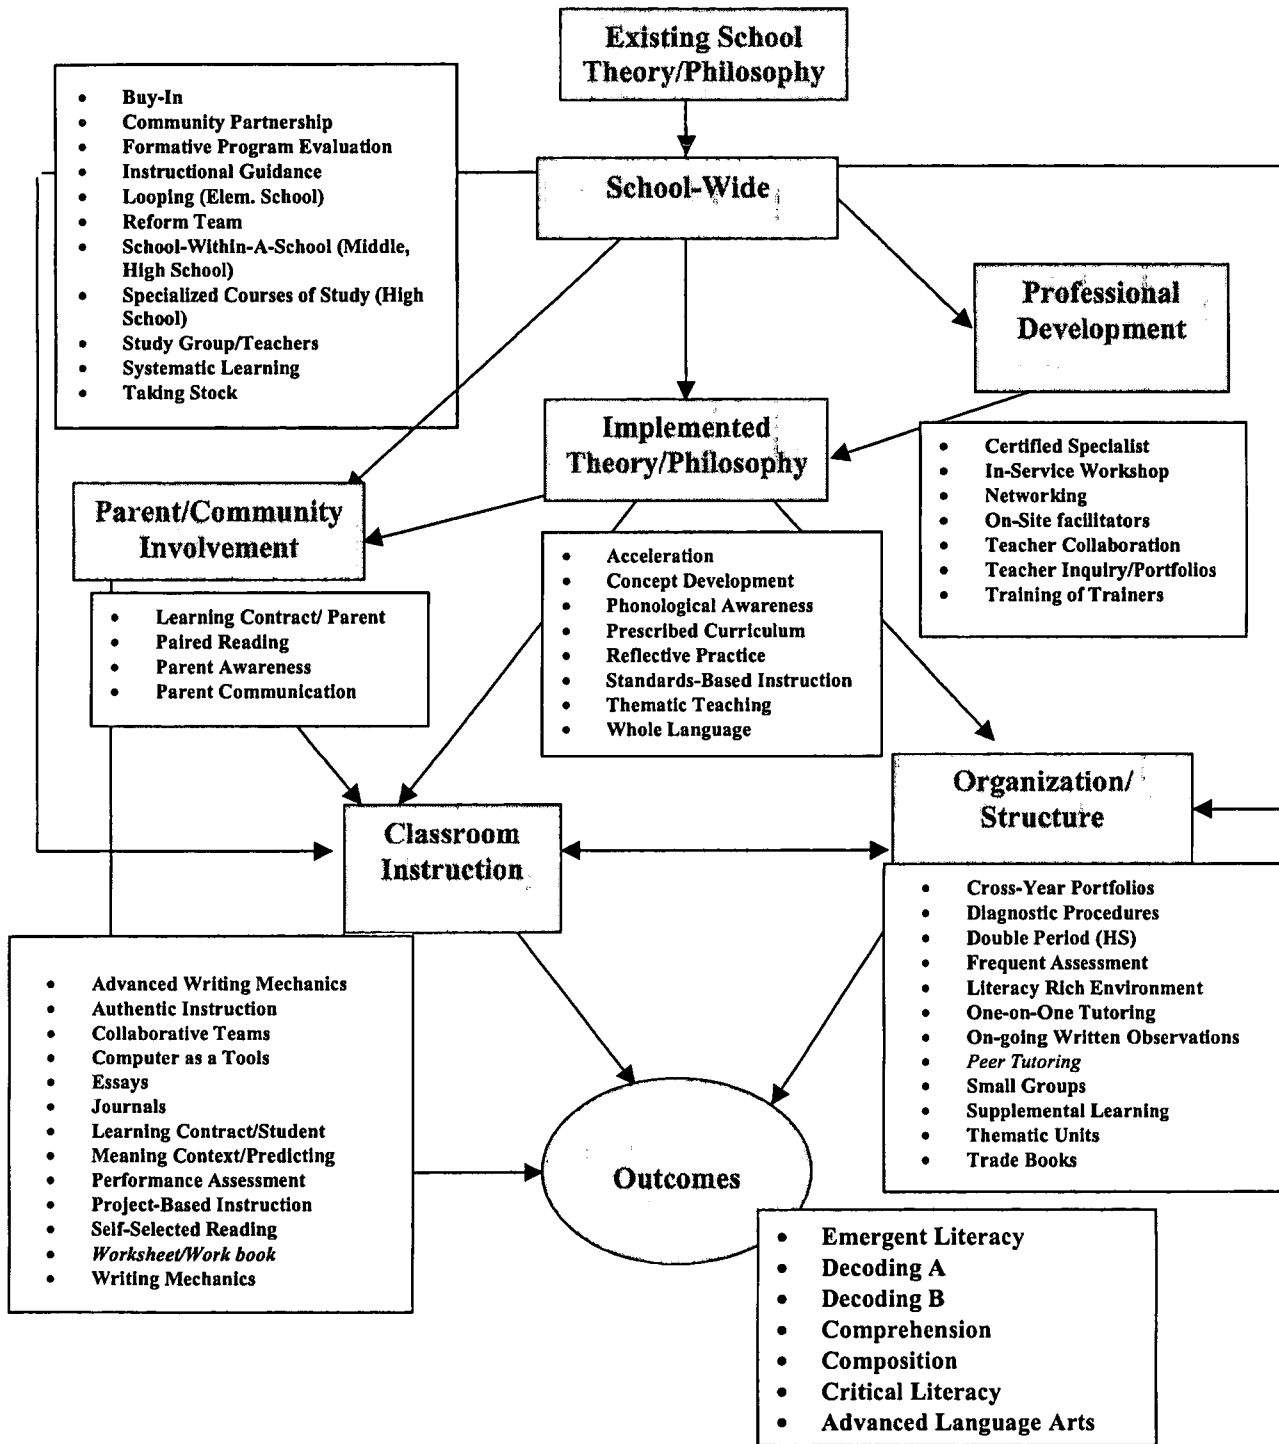 Existing School
Theory/Philosophy
• Buy-In
• Community Partnership
• Formative Program Evaluation
• Instructional Guidance
• Looping (Elem. School)
• Reform Team
• School-Within-A-School (Middle,
High School)
• Specialized Courses of Study (High
School)
• Study Group/Teachers
• Systematic Learning
• Taking Stock
School-Wide
Professional
Development
Implemented
Theory/Philosophy
• Certified Specialist
• In-Service Workshop
• Networking
• On-Site facilitators
• Teacher Collaboration
• Teacher Inquiry/Portfolios
• Training of Trainers
Parent/Community
Involvement
• Acceleration
• Concept Development
• Phonological Awareness
• Prescribed Curriculum
• Reflective Practice
• Standards-Based Instruction
• Thematic Teaching
• Whole Language
• Learning Contract/ Parent
• Paired Reading
• Parent Awareness
• Parent Communication
Organization/
Structure
Classroom
Instruction
• Cross-Year Portfolios
• Diagnostic Procedures
• Double Period (HS)
• Frequent Assessment
• Literacy Rich Environment
• One-on-One Tutoring
• On-going Written Observations
• Peer Tutoring
• Small Groups
• Supplemental Learning
• Thematic Units
• Trade Books
• Advanced Writing Mechanics
• Authentic Instruction
• Collaborative Teams
• Computer as a Tools
• Essays
• Journals
• Learning Contract/Student
• Meaning Context/Predicting
• Performance Assessment
• Project-Based Instruction
• Self-Selected Reading
• Worksheet/Work book
• Writing Mechanics
Outcomes
• Emergent Literacy
• Decoding A
• Decoding B
• Comprehension
• Composition
• Critical Literacy
• Advanced Language Arts